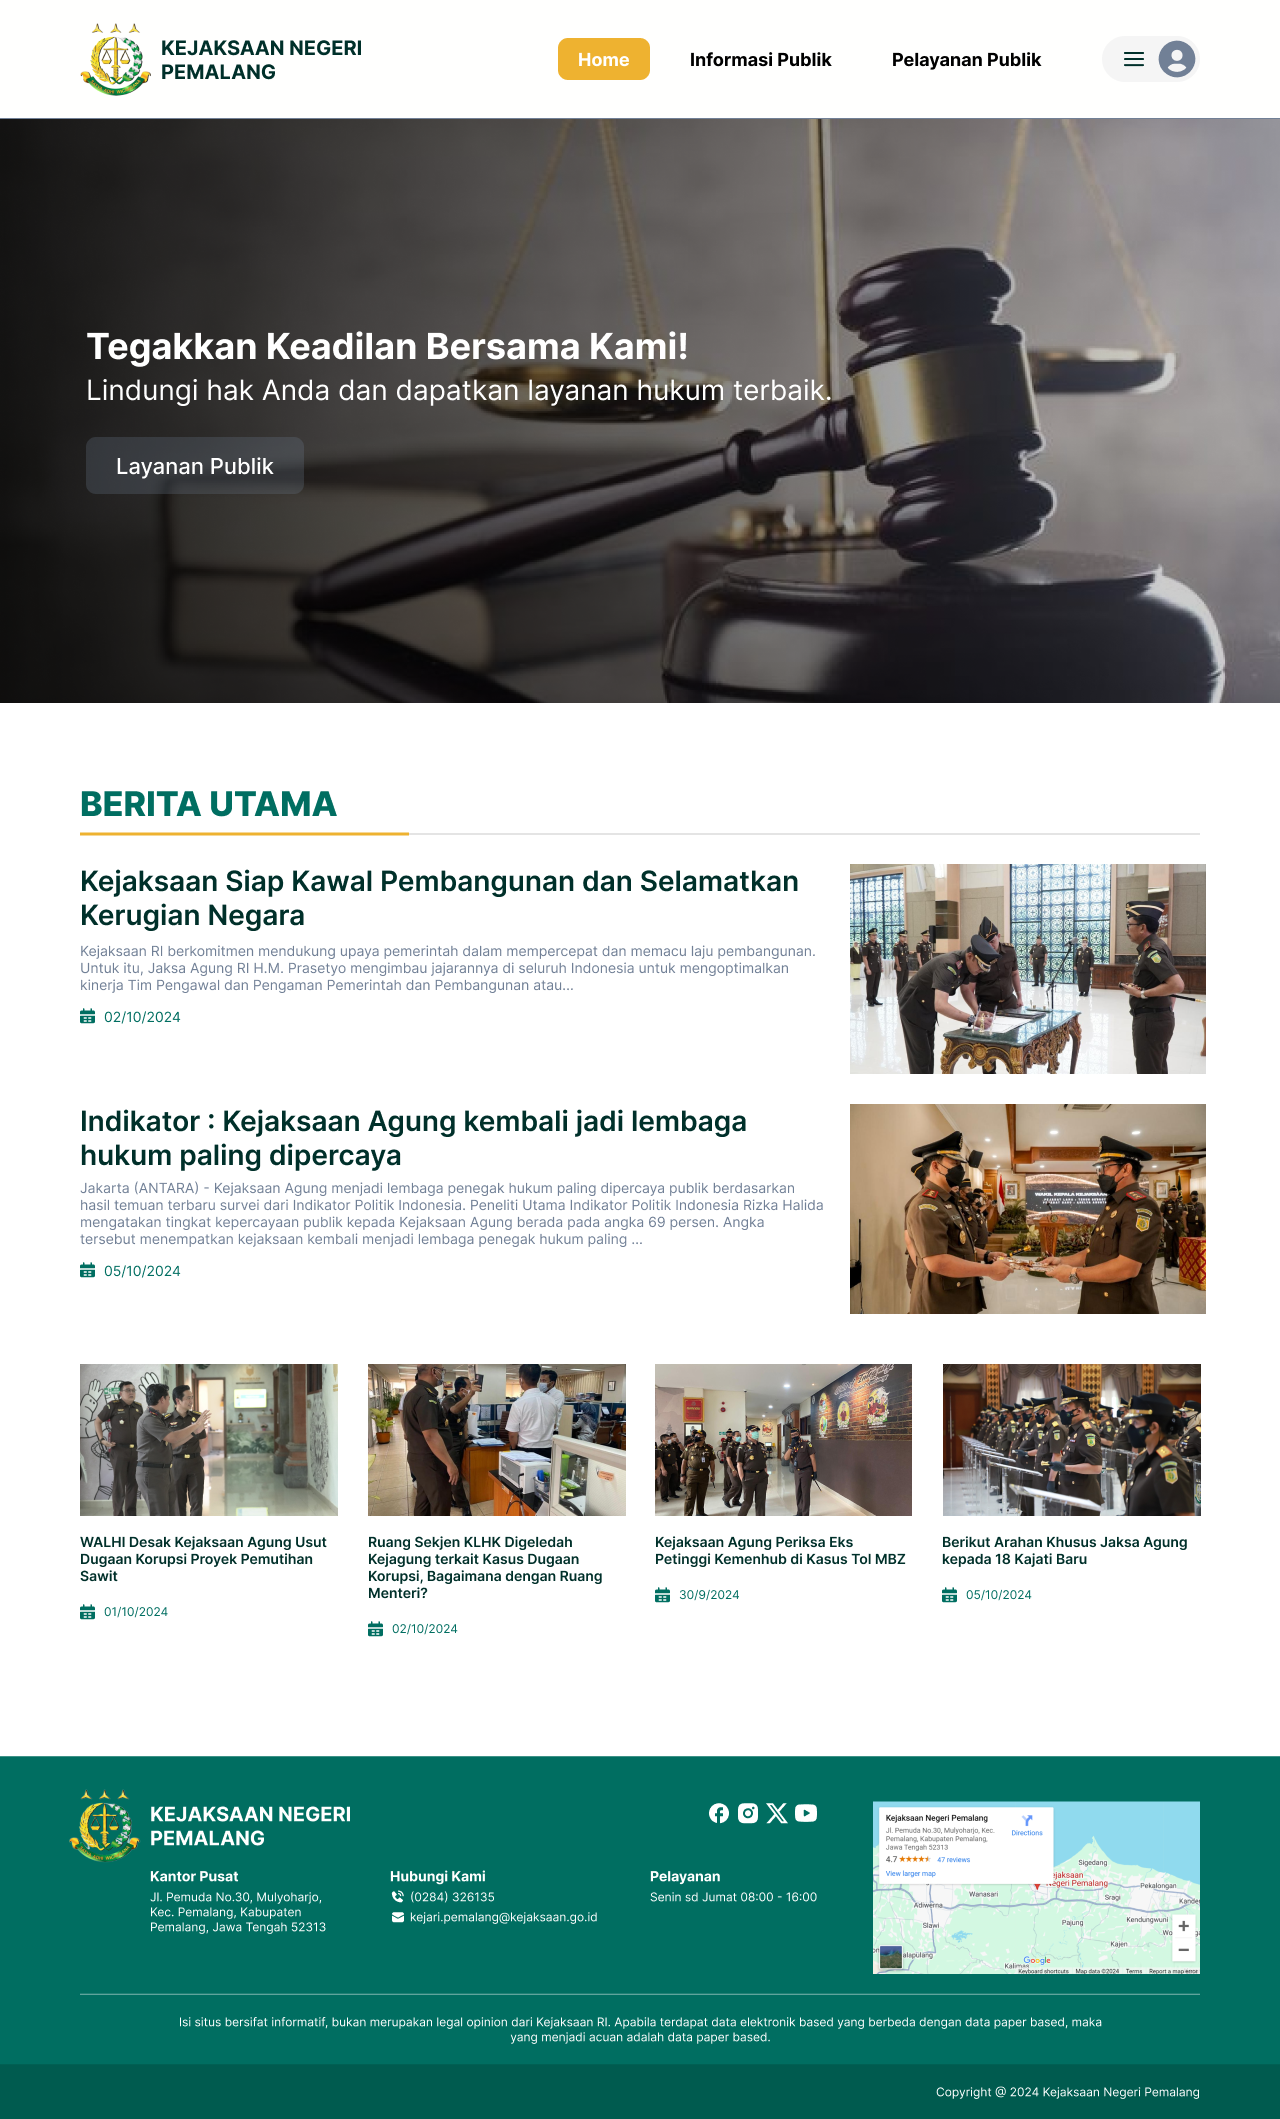 KEJAKSAAN NEGERI
PEMALANG
Home
Informasi Publik
Pelayanan Publik
Tegakkan Keadilan Bersama Kami!
Lindungi hak Anda dan dapatkan layanan hukum terbaik.
Layanan Publik
BERITA UTAMA
Kejaksaan Siap Kawal Pembangunan dan Selamatkan
Kerugian Negara
Kejaksaan RI berkomitmen mendukung upaya pemerintah dalam mempercepat dan memacu laju pembangunan.
Untuk itu, Jaksa Agung RI H.M. Prasetyo mengimbau jajarannya di seluruh Indonesia untuk mengoptimalkan
kinerja Tim Pengawal dan Pengaman Pemerintah dan Pembangunan atau...
02/10/2024
Indikator : Kejaksaan Agung kembali jadi lembaga
hukum paling dipercaya
Jakarta (ANTARA) - Kejaksaan Agung menjadi lembaga penegak hukum paling dipercaya publik berdasarkan
hasil temuan terbaru survei dari Indikator Politik Indonesia. Peneliti Utama Indikator Politik Indonesia Rizka Halida
mengatakan tingkat kepercayaan publik kepada Kejaksaan Agung berada pada angka 69 persen. Angka
tersebut menempatkan kejaksaan kembali menjadi lembaga penegak hukum paling ...
05/10/2024
WAKIL KEPALA KEJAKSAAN
WALHI Desak Kejaksaan Agung Usut
Dugaan Korupsi Proyek Pemutihan
Sawit
01/10/2024
Ruang Sekjen KLHK Digeledah
Kejagung terkait Kasus Dugaan
Korupsi, Bagaimana dengan Ruang
Menteri?
02/10/2024
Kejaksaan Agung Periksa Eks
Petinggi Kemenhub di Kasus Tol MBZ
30/9/2024
Berikut Arahan Khusus Jaksa Agung
kepada 18 Kajati Baru
05/10/2024
KEJAKSAAN NEGERI
PEMALANG
Kantor Pusat
Jl. Pemuda No.30, Mulyoharjo,
Kec. Pemalang, Kabupaten
Pemalang, Jawa Tengah 52313
Hubungi Kami
(0284) 326135
kejari.pemalang@kejaksaan.go.id
Pelayanan
Senin sd Jumat 08:00 - 16:00
Kejaksaan Negeri Pemalang
Jl. Pemuda No.30, Mulyoharjo, Kec.
Pemalang, Kabupaten Pemalang,
Jawa Tengah 52313
Directions
4.7
47 reviews
View larger map
Sigedang
ejaksaan
Negeri Pemalang
Pekalongan
Wanasari
Sragi
Kande
Adiwerna
Slawi
Pajung
Kendungwuni
Kajen
Wo
alapulang
Kalimas
Google
Keyboard shortcuts
Map data ©2024
Terms
Report a map error
Isi situs bersifat informatif, bukan merupakan legal opinion dari Kejaksan RI. Apabila terdapat data elektronik based yang berbeda dengan data paper based, maka
yang menjadi acuan adalah data paper based.
Copyright @ 2024 Kejaksaan Negeri Pemalang